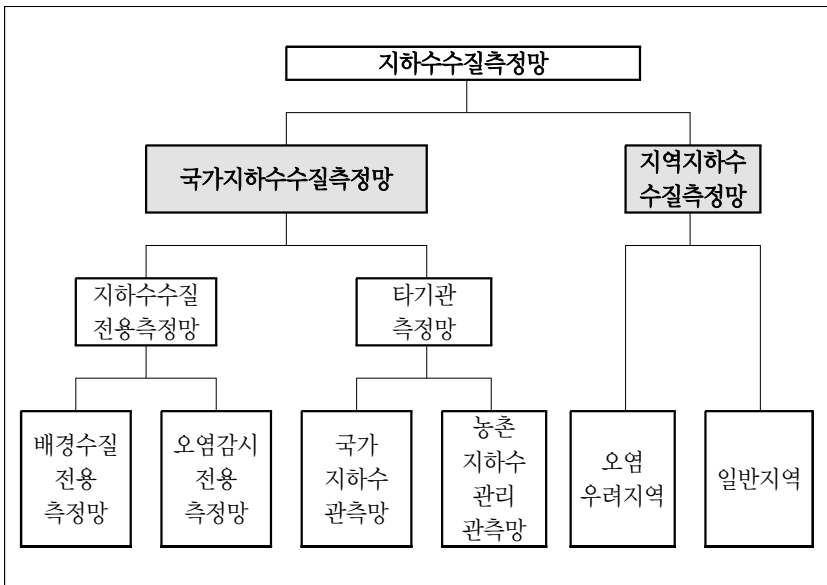 지하수수질측정망
국가지하수수질측정망
지역지하수
수질측정망
지하수수질
전용측정망
타기관
측정망
배경수질
전용
측정망
오염감시
전용
측정망
국가
지하수
관측망
농촌
지하수
관리
관측망
오염
우려지역
일반지역